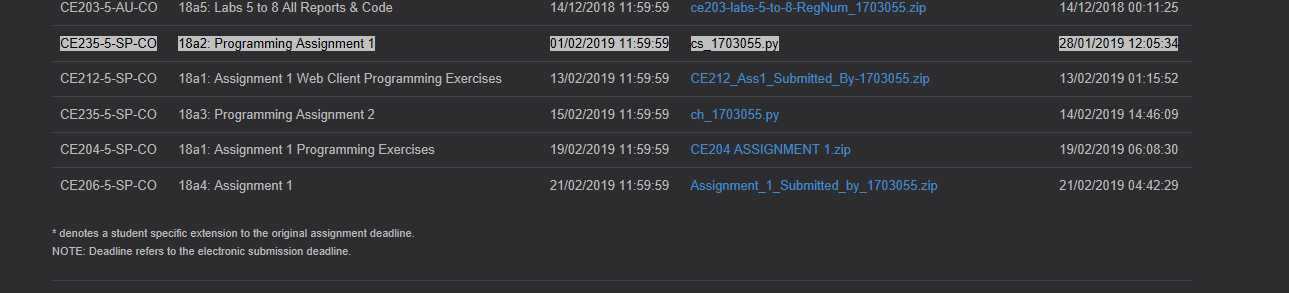 CE203-5-AU-CO 18a5: Labs 5 to 8 All Reports & Code 14/12/2018 11:59:59 ce203-labs-5-to-8-RegNum_1703055.zip 14/12/2018 00:11:25
CE235-5-SP-CO 18a2: Programming Assignment 1 01/02/2019 11:59:59 cs_1703055.py 28/01/2019 12:05:34
CE212-5-SP-CO 18a1: Assignment 1 Web Client Programming Exercises 13/02/2019 11:59:59 CE212_Ass1_Submitted_By-1703055.zip 13/02/2019 01:15:52
CE235-5-SP-CO 18a3: Programming Assignment 2 15/02/2019 11:59:59 ch_1703055.py 14/02/2019 14:46:09
CE204-5-SP-CO 18a1: Assignment 1 Programming Exercises 19/02/2019 11:59:59 CE204 ASSIGNMENT 1.zip 19/02/2019 06:08:30
CE206-5-SP-CO 18a4: Assignment 1 21/02/2019 11:59:59 Assignment_1_Submitted_by_1703055.zip 21/02/2019 04:42:29
* denotes a student specific extension to the original assignment deadline.
NOTE: Deadline refers to the electronic submission deadline.